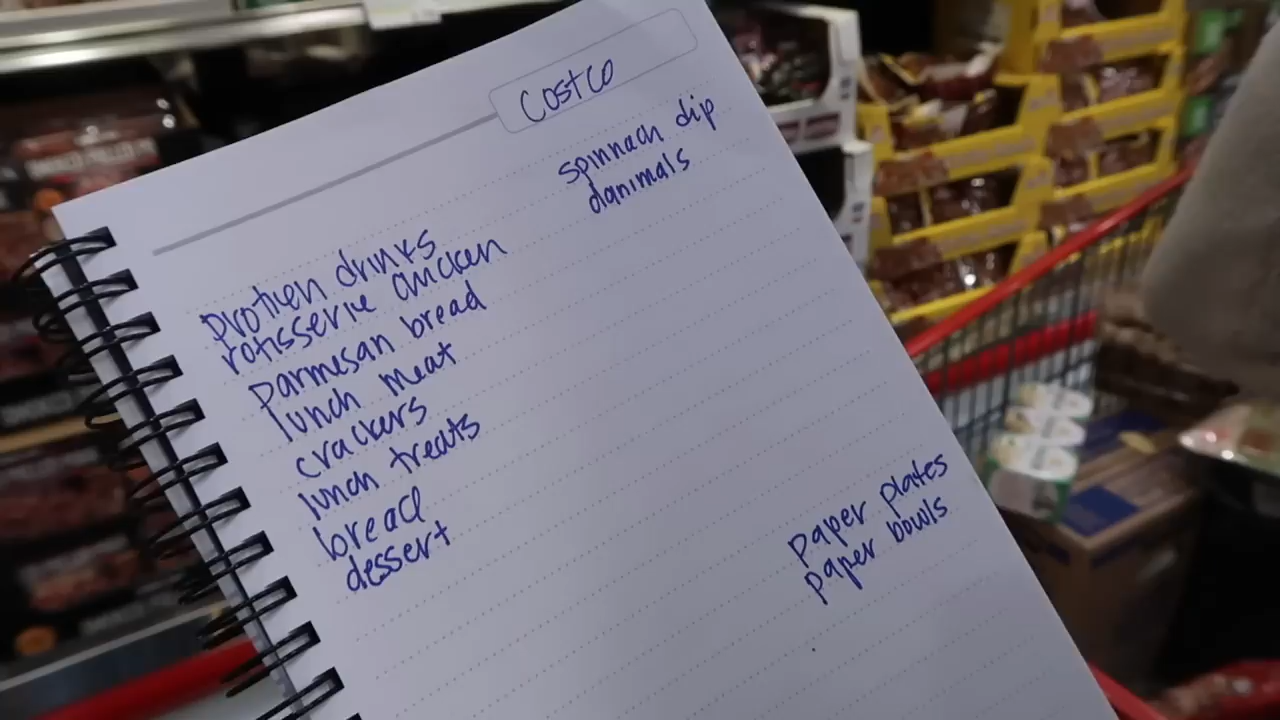 Costco
spinnach dip
danimals
protien drinks
rotisserie chicken
parmesan bread
lunch meat
crackers
lunch treats
bread
dessert
paper plates
paper bowls